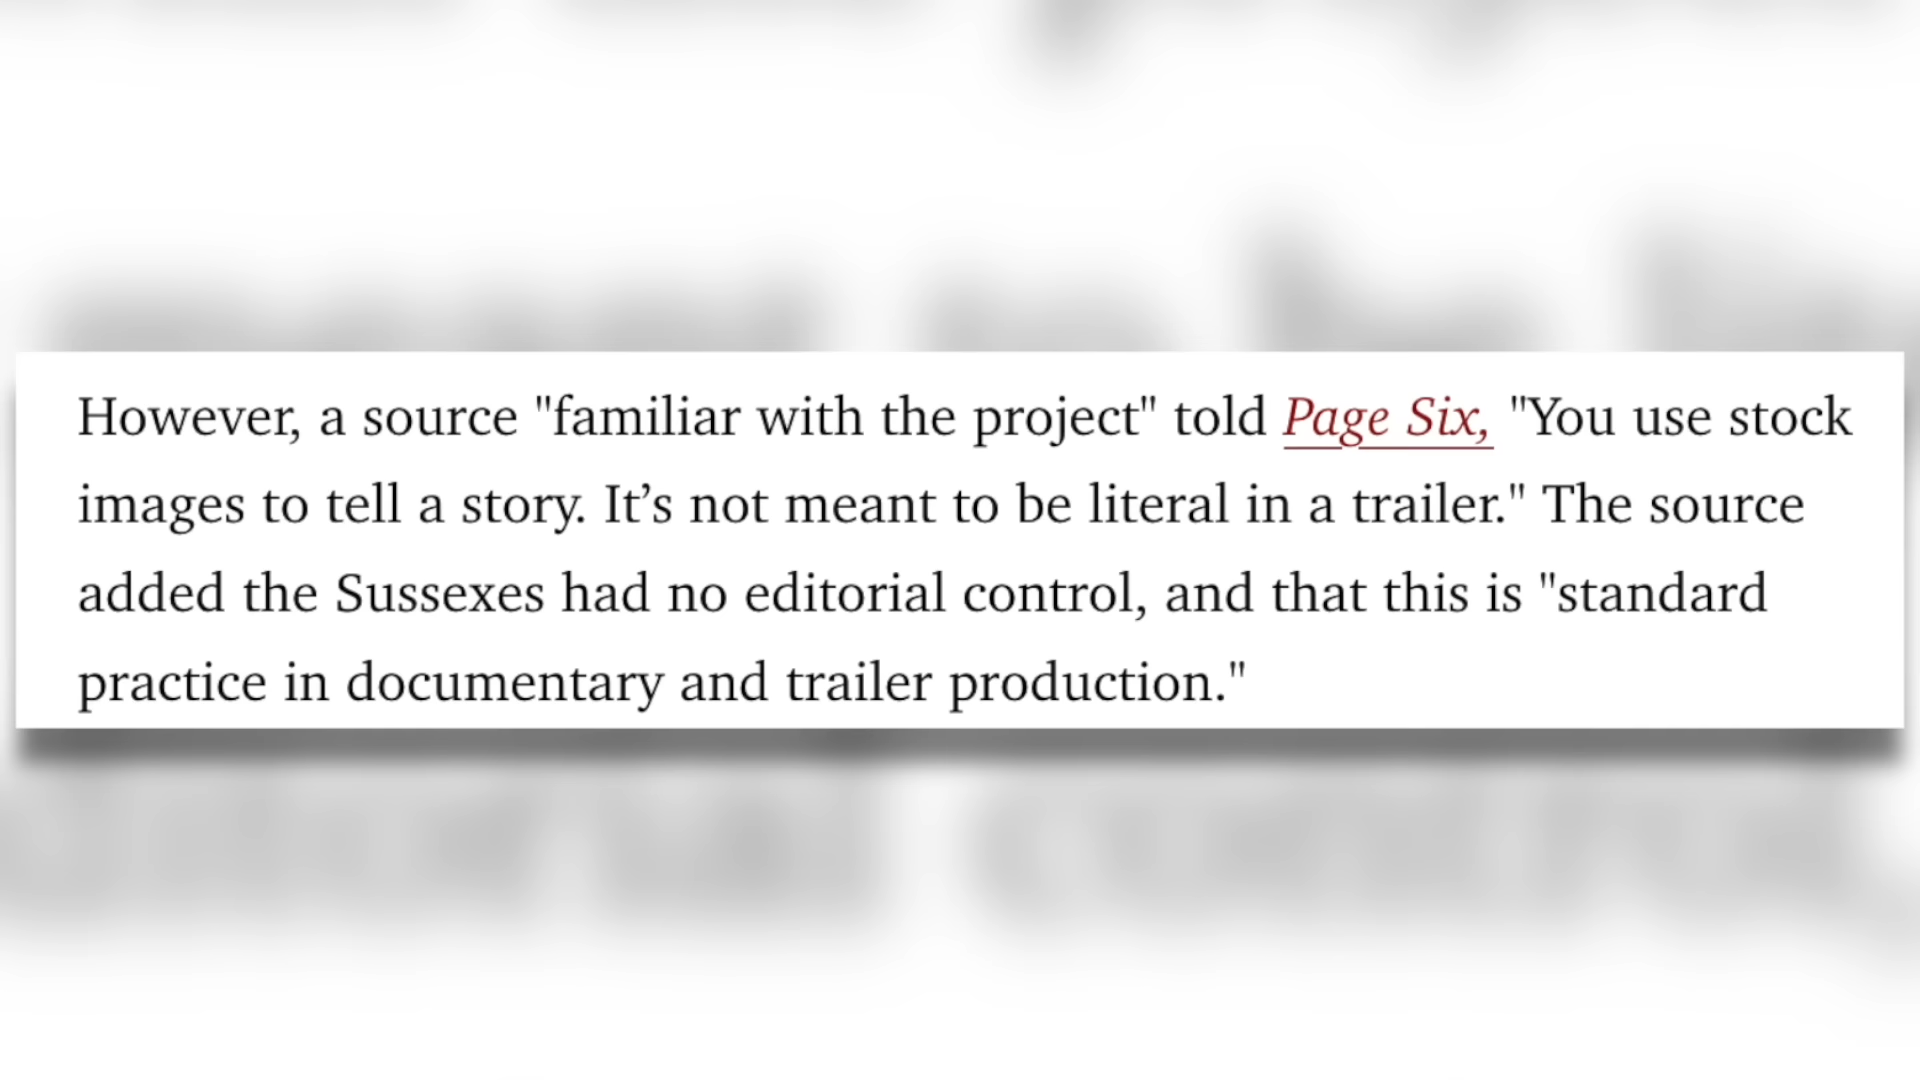 However, a source "familiar with the project" told Page Six, "You use stock
images to tell a story. It’s not meant to be literal in a trailer." The source
added the Sussexes had no editorial control, and that this is "standard
practice in documentary and trailer production."